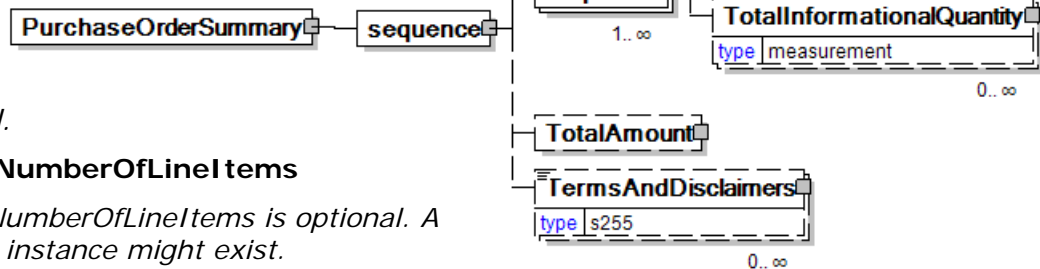 PurchaseOrderSummary
sequence
1.. ∞
TotalInformationalQuantity
type measurement
0.. ∞
TotalAmount
TermsAndDisclaimers
type s255
0.. ∞
NumberOfLineItems
NumberOfLineItems is optional. A
instance might exist.